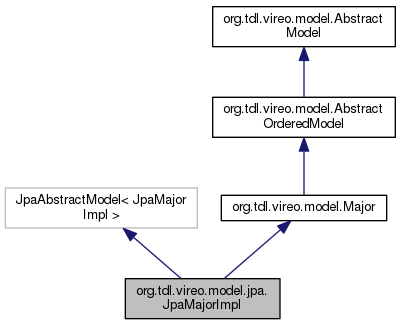 org.tdl.vireo.model.Abstract
Model
org.tdl.vireo.model.Abstract
OrderedModel
JpaAbstractModel< JpaMajor
Impl >
org.tdl.vireo.model.Major
org.tdl.vireo.model.jpa.
JpaMajorImpl